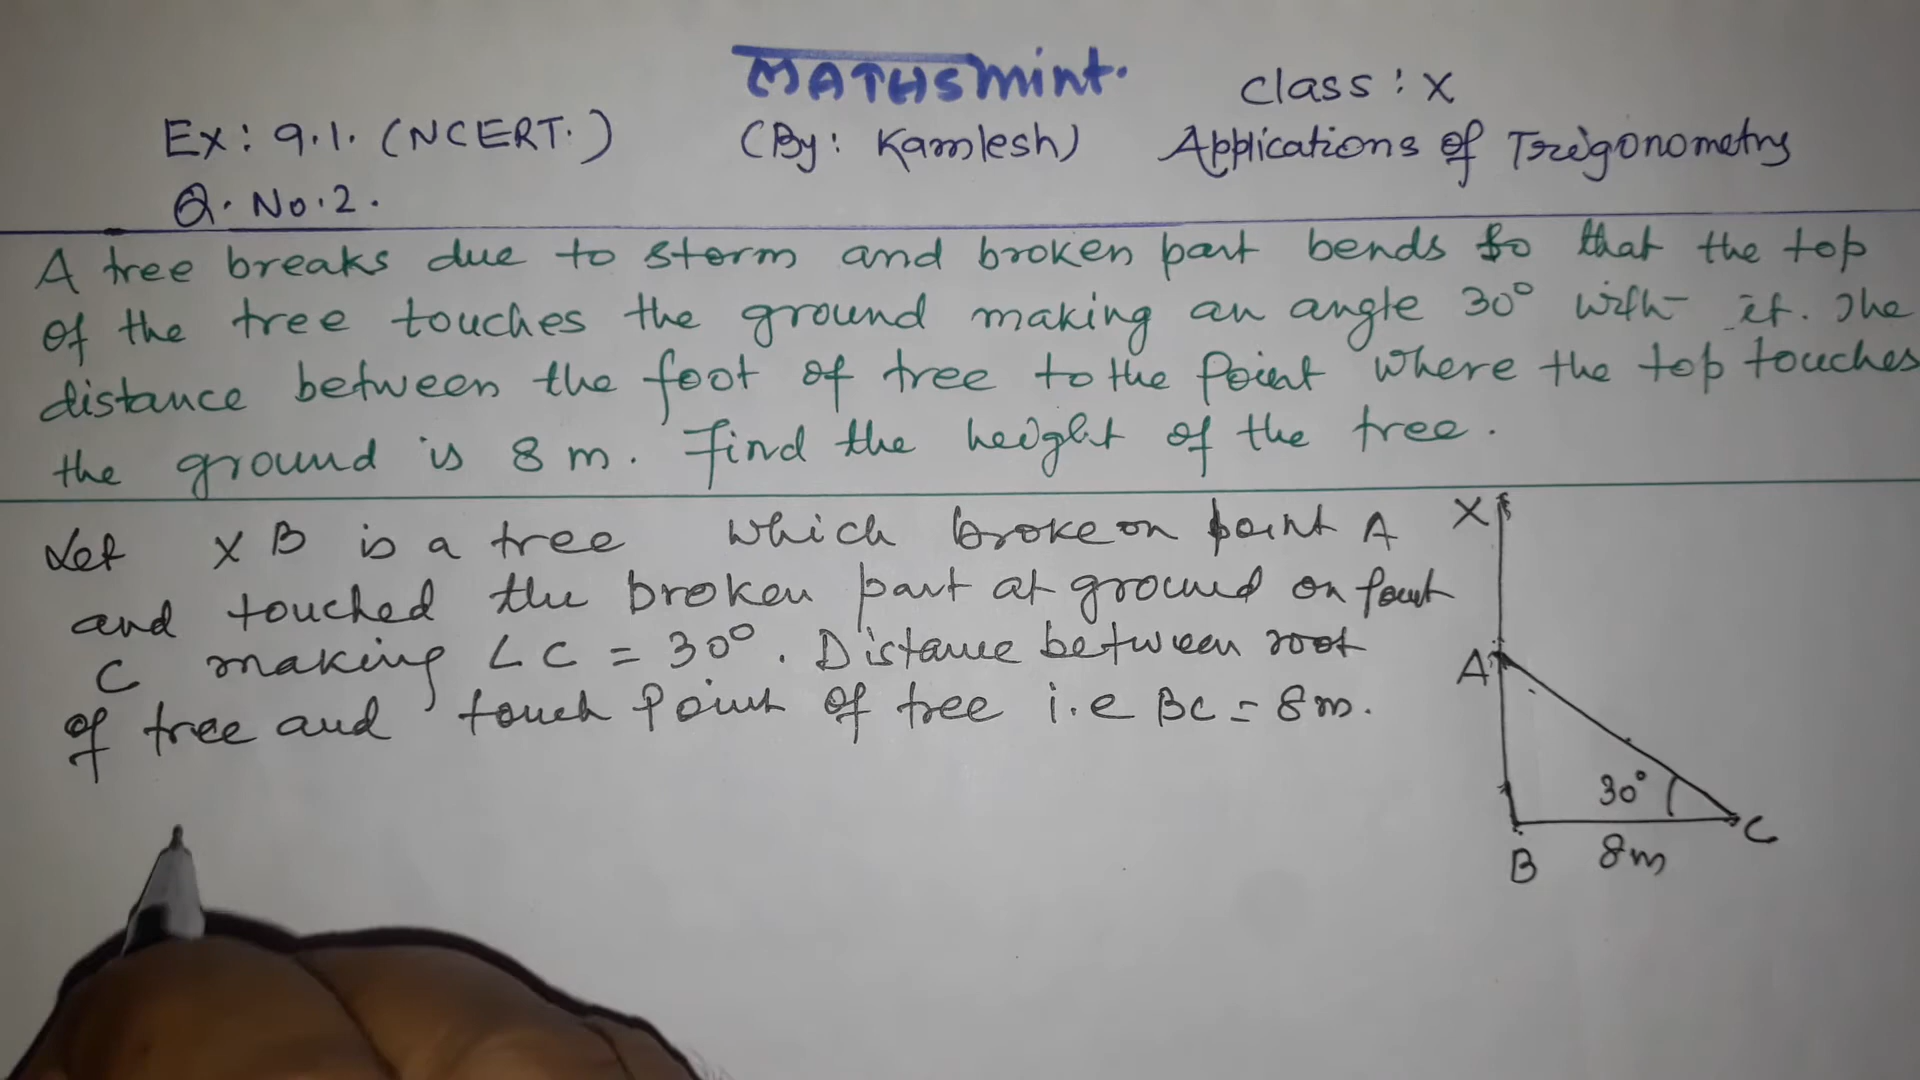 MATHSmint.
Class : X
Ex: 9.1. (NCERT.)
(By: Kamlesh)
Applications of Trigonometry
Q. No. 2.
A tree breaks due to storm and broken part bends so that the top
of the tree touches the ground making an angle 30° with it. The
distance between the foot of tree to the point where the top touches
the ground is 8 m. Find the height of the tree.
Let XB is a tree which broke on point A
and touched the broken part at ground on point
C making ∠C = 30°. Distance between root
of tree and touch point of tree i.e BC = 8m.
X
A
30°
C
B
8m